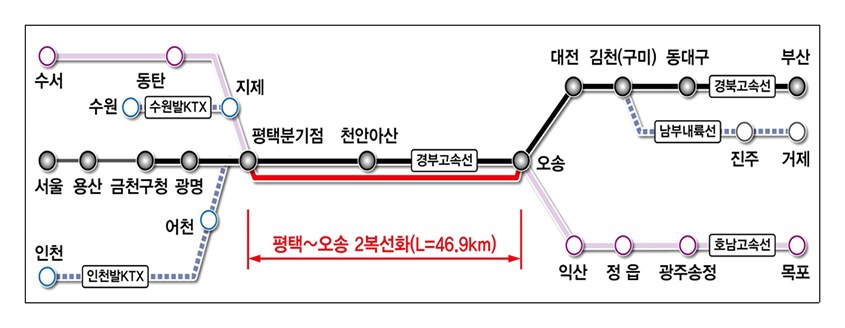 수서
동탄
수원
수원발KTX
지제
서울
용산
금천구청
광명
평택분기점
천안아산
경부고속선
오송
대전
김천(구미)
동대구
경북고속선
부산
남부내륙선
진주
거제
어천
인천
인천발KTX
평택~오송 2복선화(L=46.9km)
익산
정 읍
광주송정
호남고속선
목포